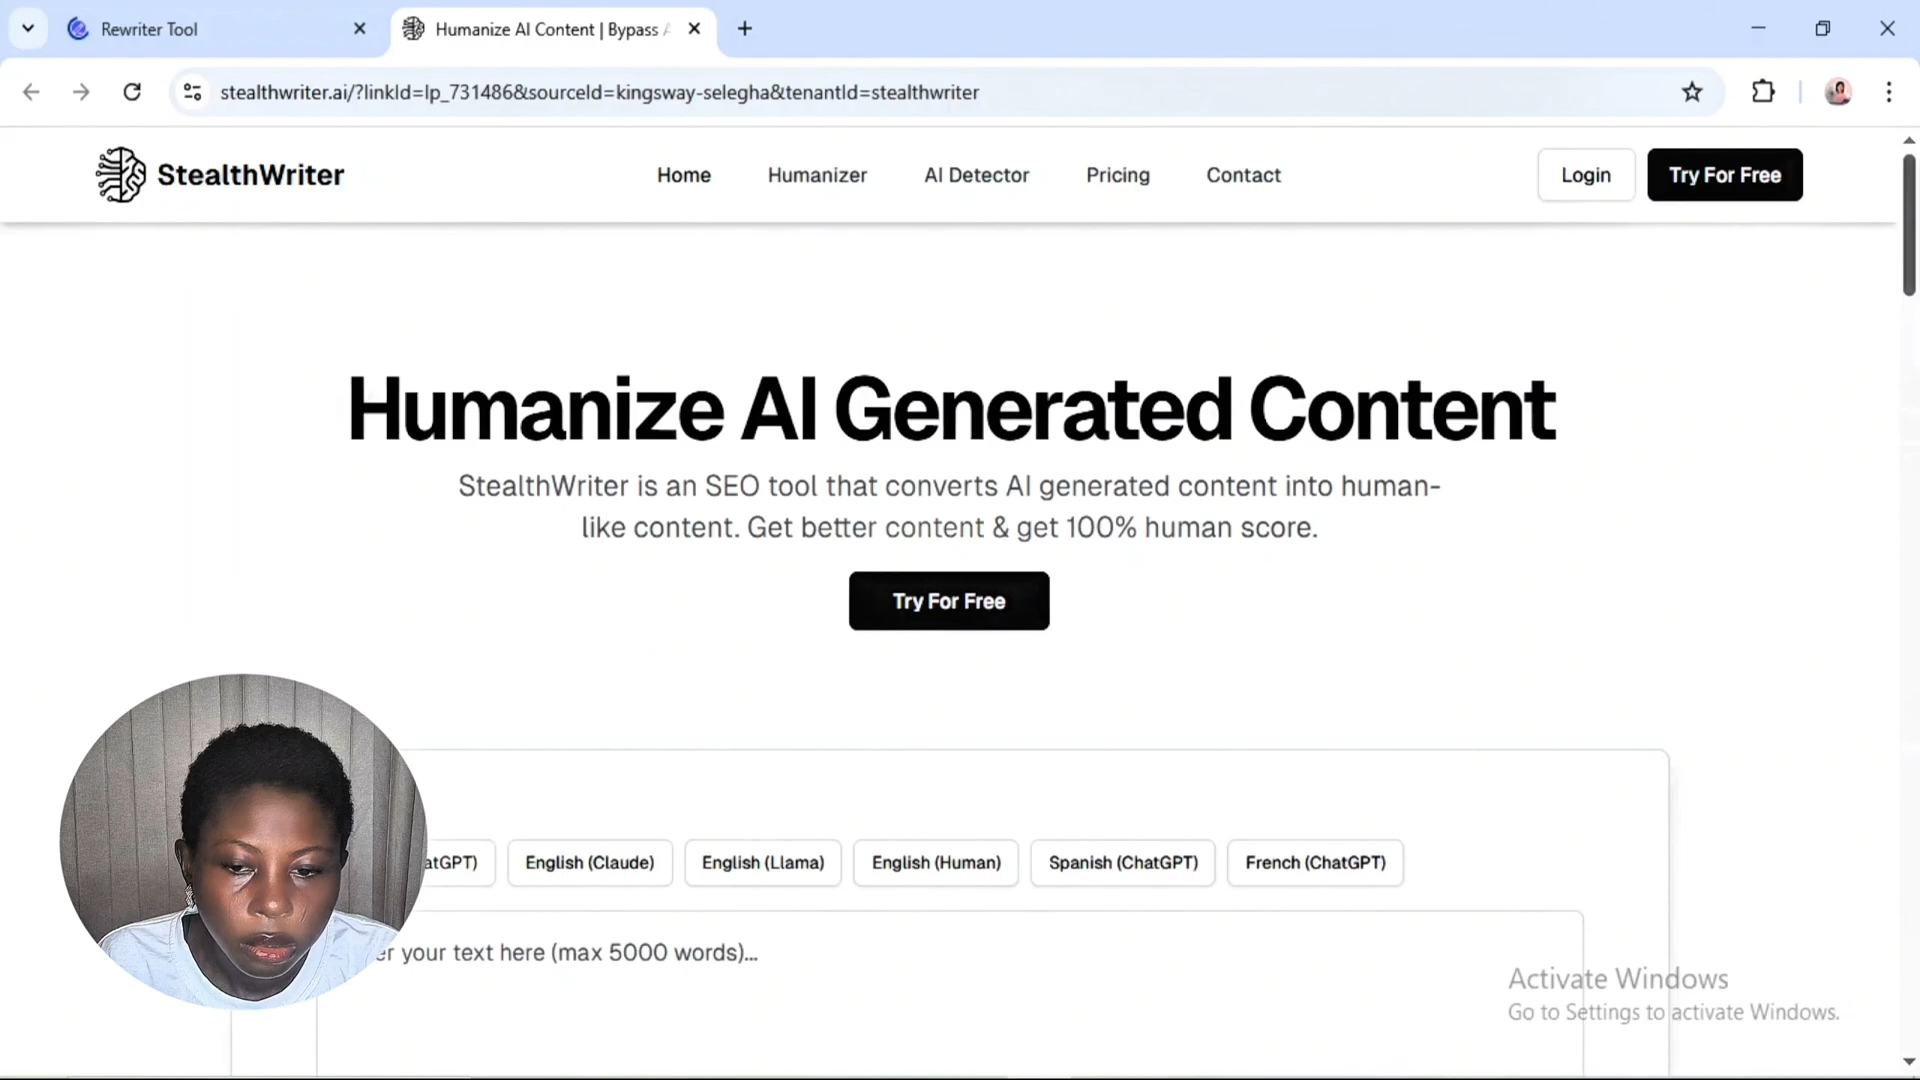 Rewriter Tool
Humanize AI Content | Bypass A
stealthwriter.ai/?linkId=lp_731486&sourceId=kingsway-selegha&tenantId=stealthwriter
StealthWriter
Home
Humanizer
AI Detector
Pricing
Contact
Login
Try For Free
Humanize AI Generated Content
StealthWriter is an SEO tool that converts AI generated content into human-
like content. Get better content & get 100% human score.
Try For Free
atGPT)
English (Claude)
English (Llama)
English (Human)
Spanish (ChatGPT)
French (ChatGPT)
er your text here (max 5000 words)...
Activate Windows
Go to Settings to activate Windows.